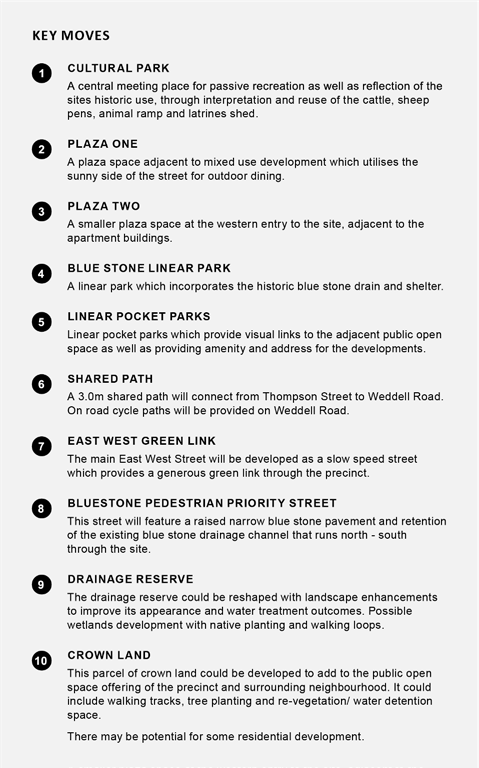 KEY MOVES
1 CULTURAL PARK
A central meeting place for passive recreation as well as reflection of the
sites historic use, through interpretation and reuse of the cattle, sheep
pens, animal ramp and latrines shed.
2 PLAZA ONE
A plaza space adjacent to mixed use development which utilises the
sunny side of the street for outdoor dining.
3 PLAZA TWO
A smaller plaza space at the western entry to the site, adjacent to the
apartment buildings.
4 BLUE STONE LINEAR PARK
A linear park which incorporates the historic blue stone drain and shelter.
5 LINEAR POCKET PARKS
Linear pocket parks which provide visual links to the adjacent public open
space as well as providing amenity and address for the developments.
6 SHARED PATH
A 3.0m shared path will connect from Thompson Street to Weddell Road.
On road cycle paths will be provided on Weddell Road.
7 EAST WEST GREEN LINK
The main East West Street will be developed as a slow speed street
which provides a generous green link through the precinct.
8 BLUESTONE PEDESTRIAN PRIORITY STREET
This street will feature a raised narrow blue stone pavement and retention
of the existing blue stone drainage channel that runs north - south
through the site.
9 DRAINAGE RESERVE
The drainage reserve could be reshaped with landscape enhancements
to improve its appearance and water treatment outcomes. Possible
wetlands development with native planting and walking loops.
10 CROWN LAND
This parcel of crown land could be developed to add to the public open
space offering of the precinct and surrounding neighbourhood. It could
include walking tracks, tree planting and re-vegetation/ water detention
space.
There may be potential for some residential development.